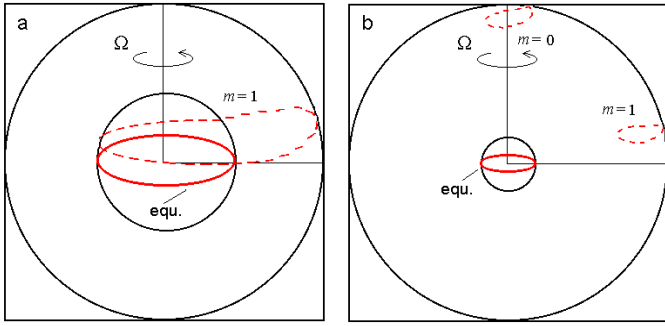 a
Ω
m = 1
equ.
b
Ω
m = 0
m = 1
equ.